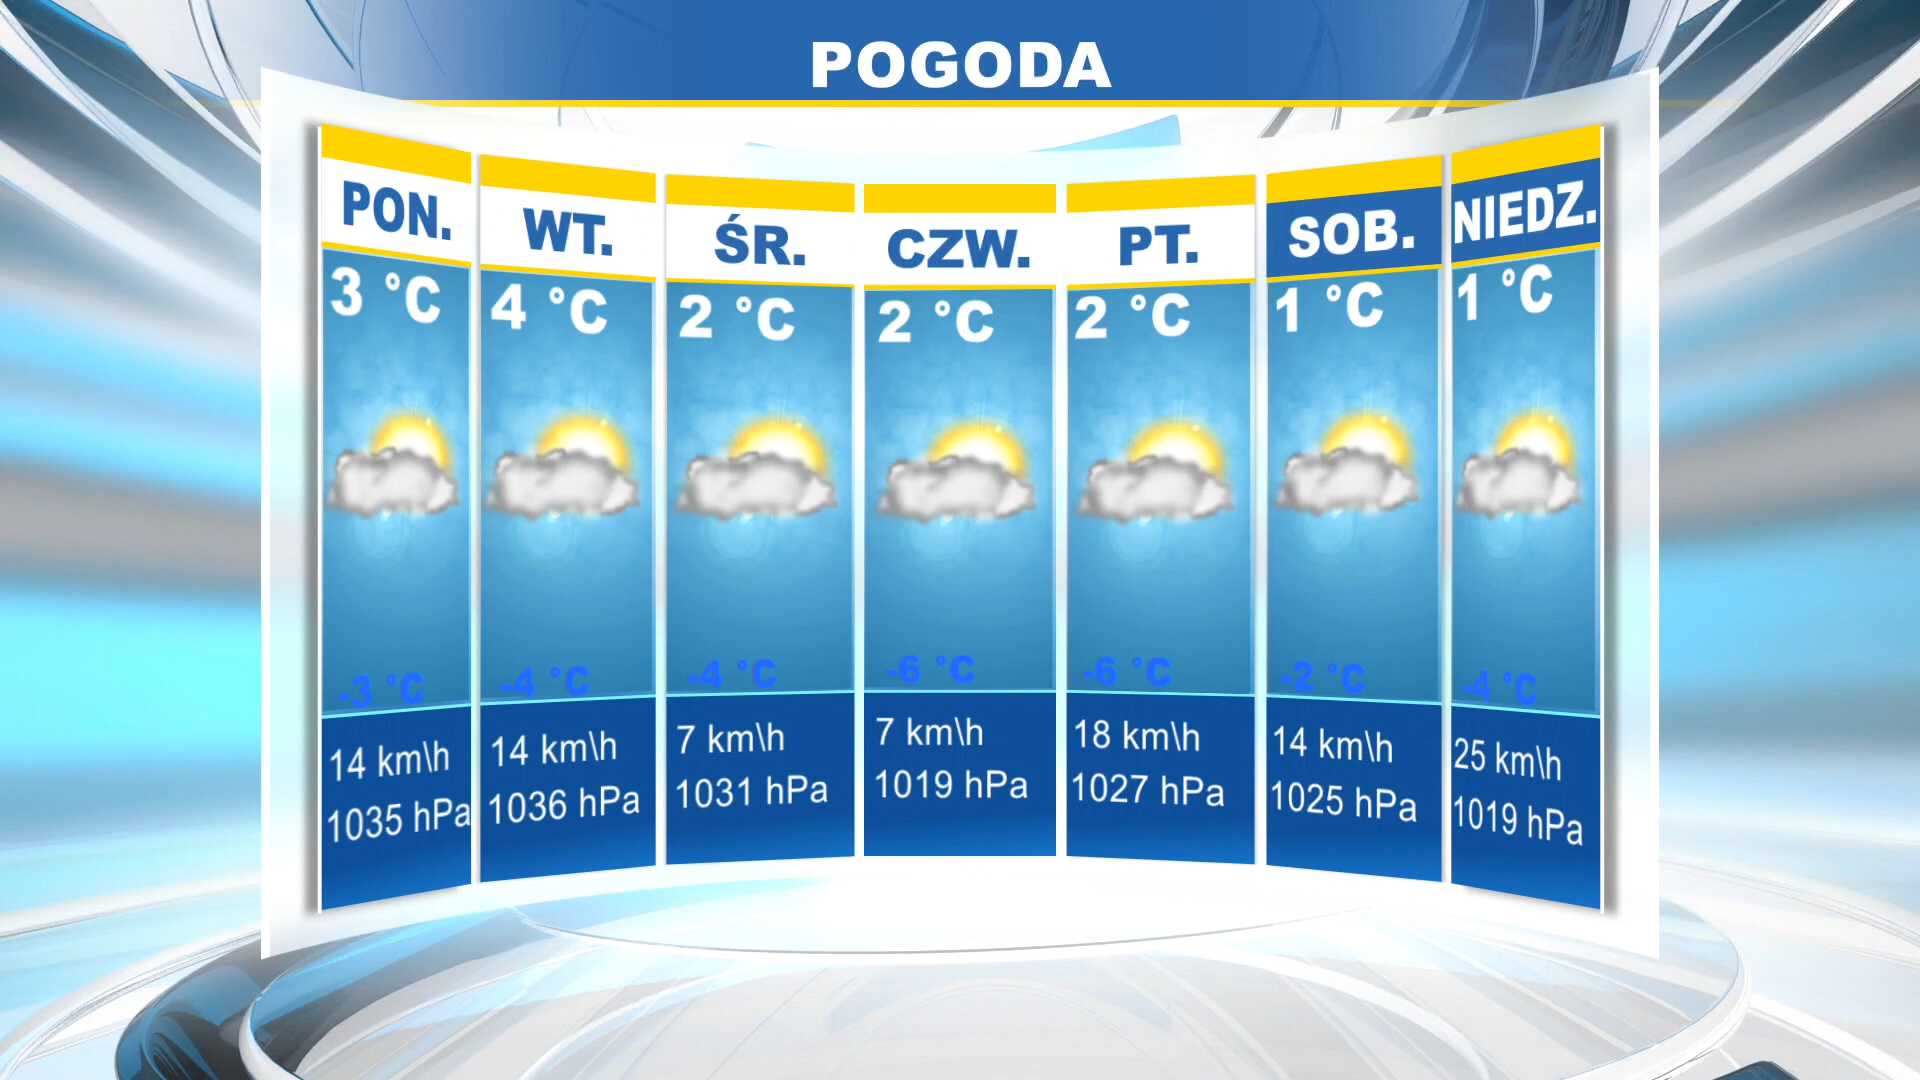 POGODA
PON.
3 °C
-3 °C
14 km\h
1035 hPa
WT.
4 °C
-4 °C
14 km\h
1036 hPa
ŚR.
2 °C
-4 °C
7 km\h
1031 hPa
CZW.
2 °C
-6 °C
7 km\h
1019 hPa
PT.
2 °C
-6 °C
18 km\h
1027 hPa
SOB.
1 °C
-2 °C
14 km\h
1025 hPa
NIEDZ.
1 °C
-4 °C
25 km\h
1019 hPa